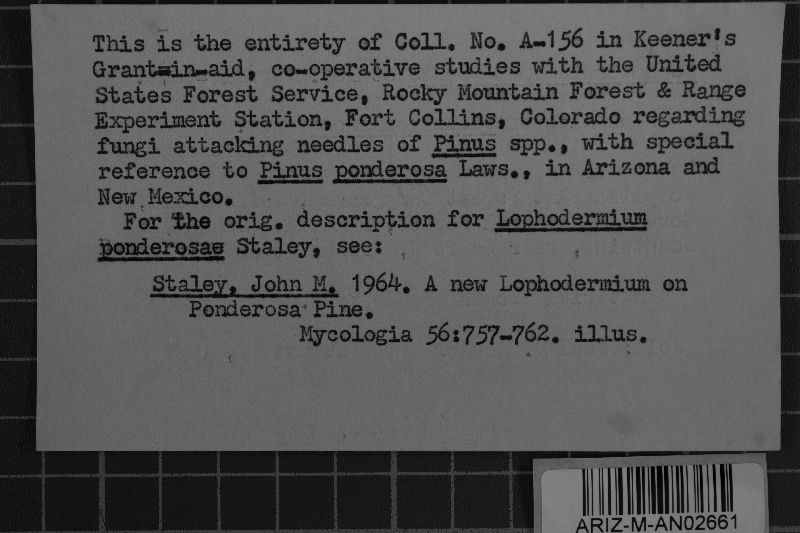 This is the entirety of Coll. No. A-156 in Keener's
Grant-in-aid, co-operative studies with the United
States Forest Service, Rocky Mountain Forest & Range
Experiment Station, Fort Collins, Colorado regarding
fungi attacking needles of Pinus spp., with special
reference to Pinus ponderosa Laws., in Arizona and
New Mexico.
For the orig. description for Lophodermium
ponderosae Staley, see:
Staley, John M. 1964. A new Lophodermium on
Ponderosa Pine.
Mycologia 56:757-762. illus.
ARIZ-M-AN02661